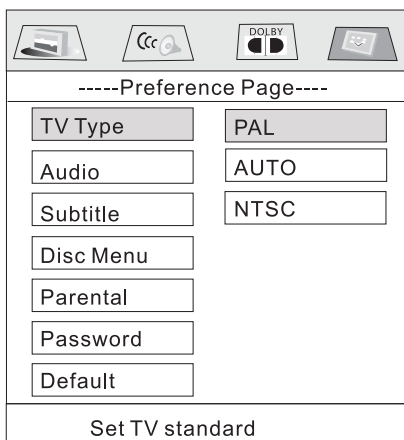 DOLBY
-----Preference Page----
TV Type
PAL
Audio
AUTO
Subtitle
NTSC
Disc Menu
Parental
Password
Default
Set TV standard